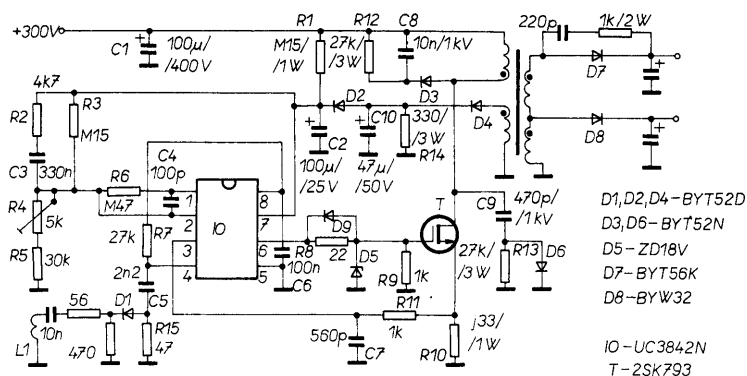 +300V
C1
100µ/
/400V
R1
M15/
/1W
R12
27k/
/3W
C8
10n/1kV
220p
1k/2W
D7
D8
4k7
R2
R3
M15
C3
330n
R4
5k
R5
30k
R6
M47
C4
100p
D2
C2
100µ/
/25V
C10
47µ/
/50V
330/
/3W
R14
D3
D4
1
2
3
4
8
7
6
5
IO
R7
27k
2n2
C5
R8
22
D9
D5
100n
C6
R9
1k
T
C9
470p/
/1kV
27k/
/3W
R13
D6
R11
1k
560p
C7
j33/
/1W
R10
L1
10n
56
D1
470
R15
47
D1,D2,D4-BYT52D
D3,D6-BYT52N
D5-ZD18V
D7-BYT56K
D8-BYW32
IO-UC3842N
T-2SK793